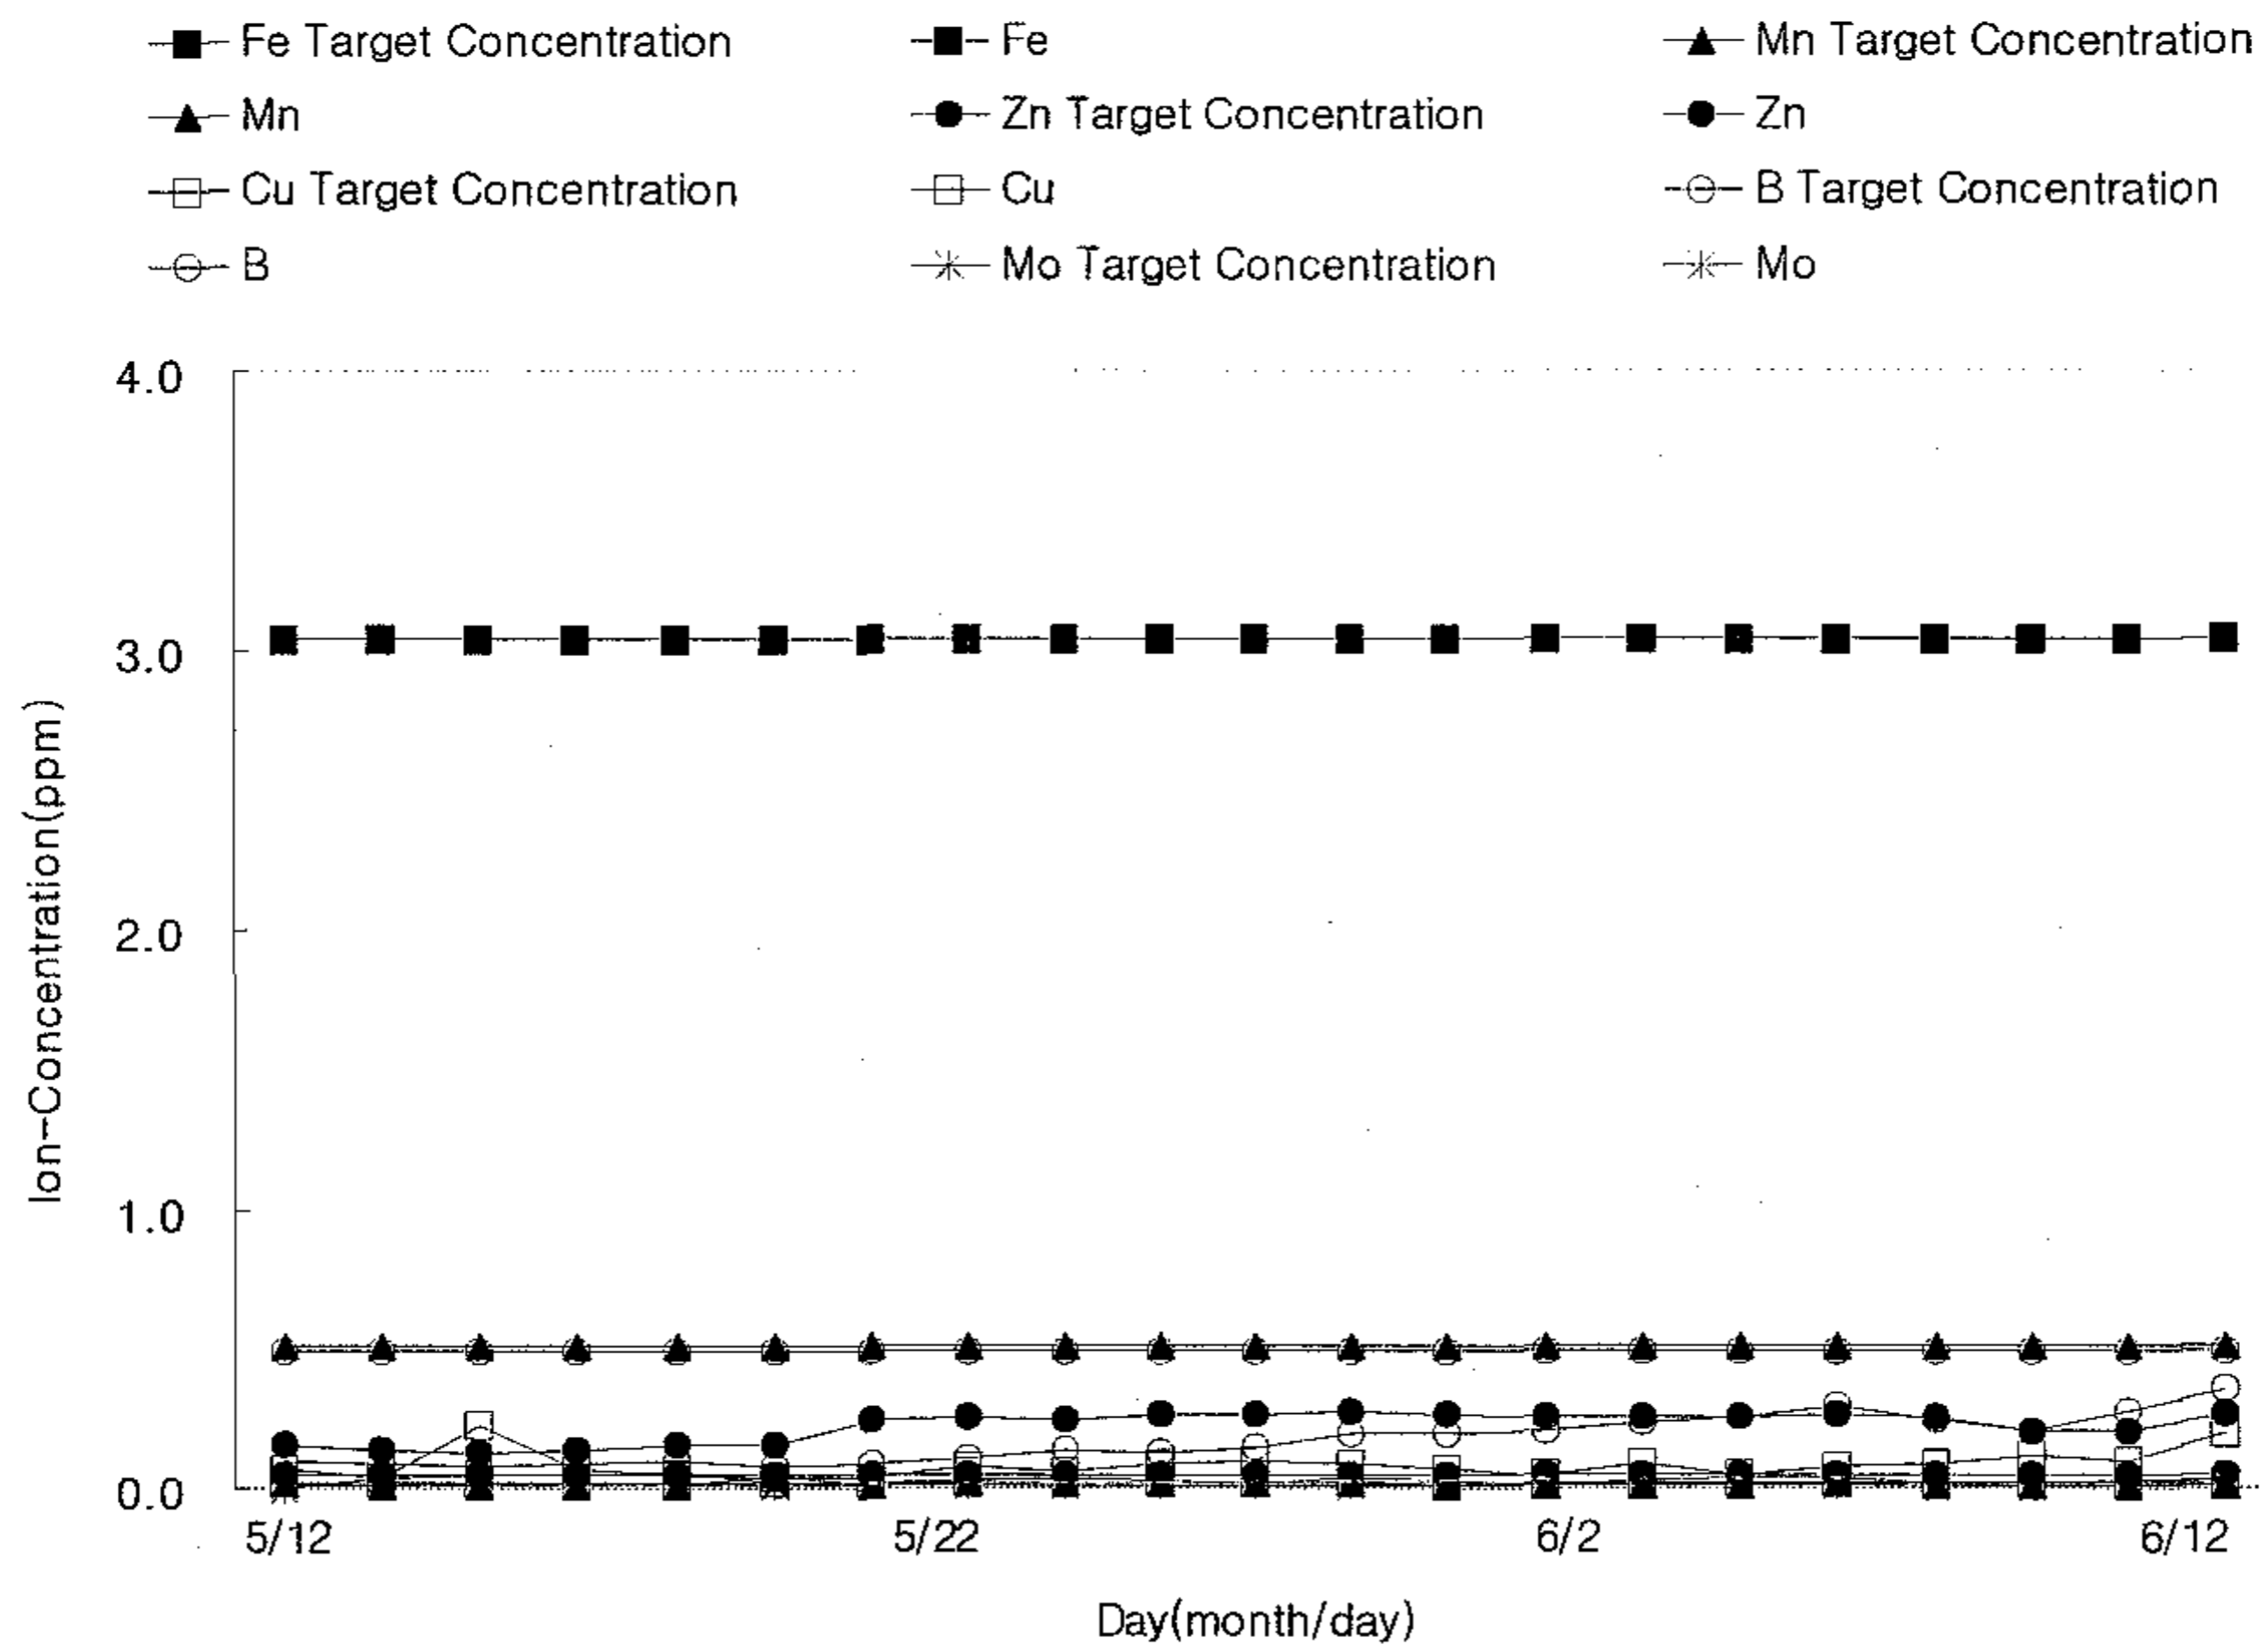 Fe Target Concentration Fe Mn Target Concentration
Mn Zn Target Concentration Zn
Cu Target Concentration Cu B Target Concentration
B Mo Target Concentration Mo
4.0
3.0
2.0
1.0
0.0
Ion-Concentration(ppm)
5/12 5/22 6/2 6/12
Day(month/day)